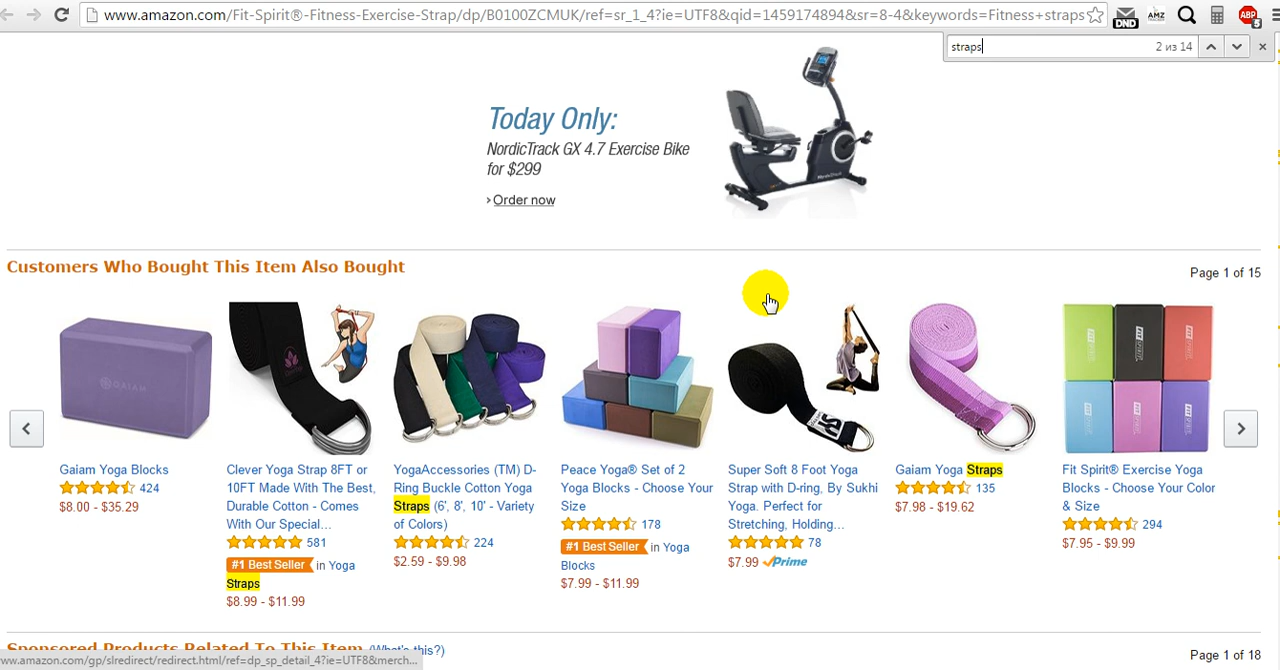 www.amazon.com/Fit-Spirit®-Fitness-Exercise-Strap/dp/B0100ZCMUK/ref=sr_1_4?ie=UTF8&qid=1459174894&sr=8-4&keywords=Fitness+straps
DND
AMZ
ABP
5
straps
2 из 14
Today Only:
NordicTrack GX 4.7 Exercise Bike
for $299
› Order now
Customers Who Bought This Item Also Bought
Page 1 of 15
GAIAM
Gaiam Yoga Blocks
424
$8.00 - $35.29
Clever Yoga Strap 8FT or
10FT Made With The Best,
Durable Cotton - Comes
With Our Special...
581
#1 Best Seller in Yoga
Straps
$8.99 - $11.99
YogaAccessories (TM) D-
Ring Buckle Cotton Yoga
Straps (6', 8', 10' - Variety
of Colors)
224
$2.59 - $9.98
Peace Yoga® Set of 2
Yoga Blocks - Choose Your
Size
178
#1 Best Seller in Yoga
Blocks
$7.99 - $11.99
Super Soft 8 Foot Yoga
Strap with D-ring, By Sukhi
Yoga. Perfect for
Stretching, Holding...
78
$7.99 Prime
Gaiam Yoga Straps
135
$7.98 - $19.62
Fit Spirit® Exercise Yoga
Blocks - Choose Your Color
& Size
294
$7.95 - $9.99
Sponsored Products Related To This Item (What's this?)
Page 1 of 18
ww.amazon.com/gp/slredirect/redirect.html/ref=dp_sp_detail_4?ie=UTF8&merch...